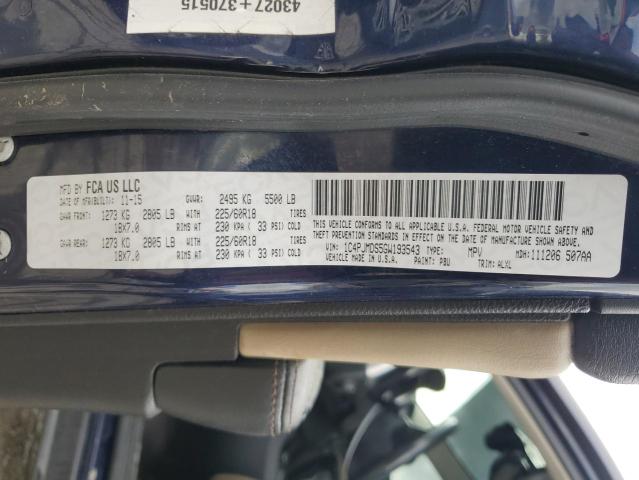 43027+370515
MFD BY FCA US LLC
DATE OF MFR(BUILT): 11-15 GVWR: 2495 KG 5500 LB
GAWR FRONT: 1273 KG 2805 LB WITH 225/60R18 TIRES
18X7.0 RIMS AT 230 KPA ( 33 PSI) COLD
GAWR REAR: 1273 KG 2805 LB WITH 225/60R18 TIRES
18X7.0 RIMS AT 230 KPA ( 33 PSI) COLD
THIS VEHICLE CONFORMS TO ALL APPLICABLE U.S.A. FEDERAL MOTOR VEHICLE SAFETY AND
THEFT PREVENTION STANDARDS IN EFFECT ON THE DATE OF MANUFACTURE SHOWN ABOVE.
VIN: 1C4PJMDS5GW193543 TYPE: MPV MDH: 111206 507AA
VEHICLE MADE IN U.S.A. PAINT: PBU TRIM: ALXL